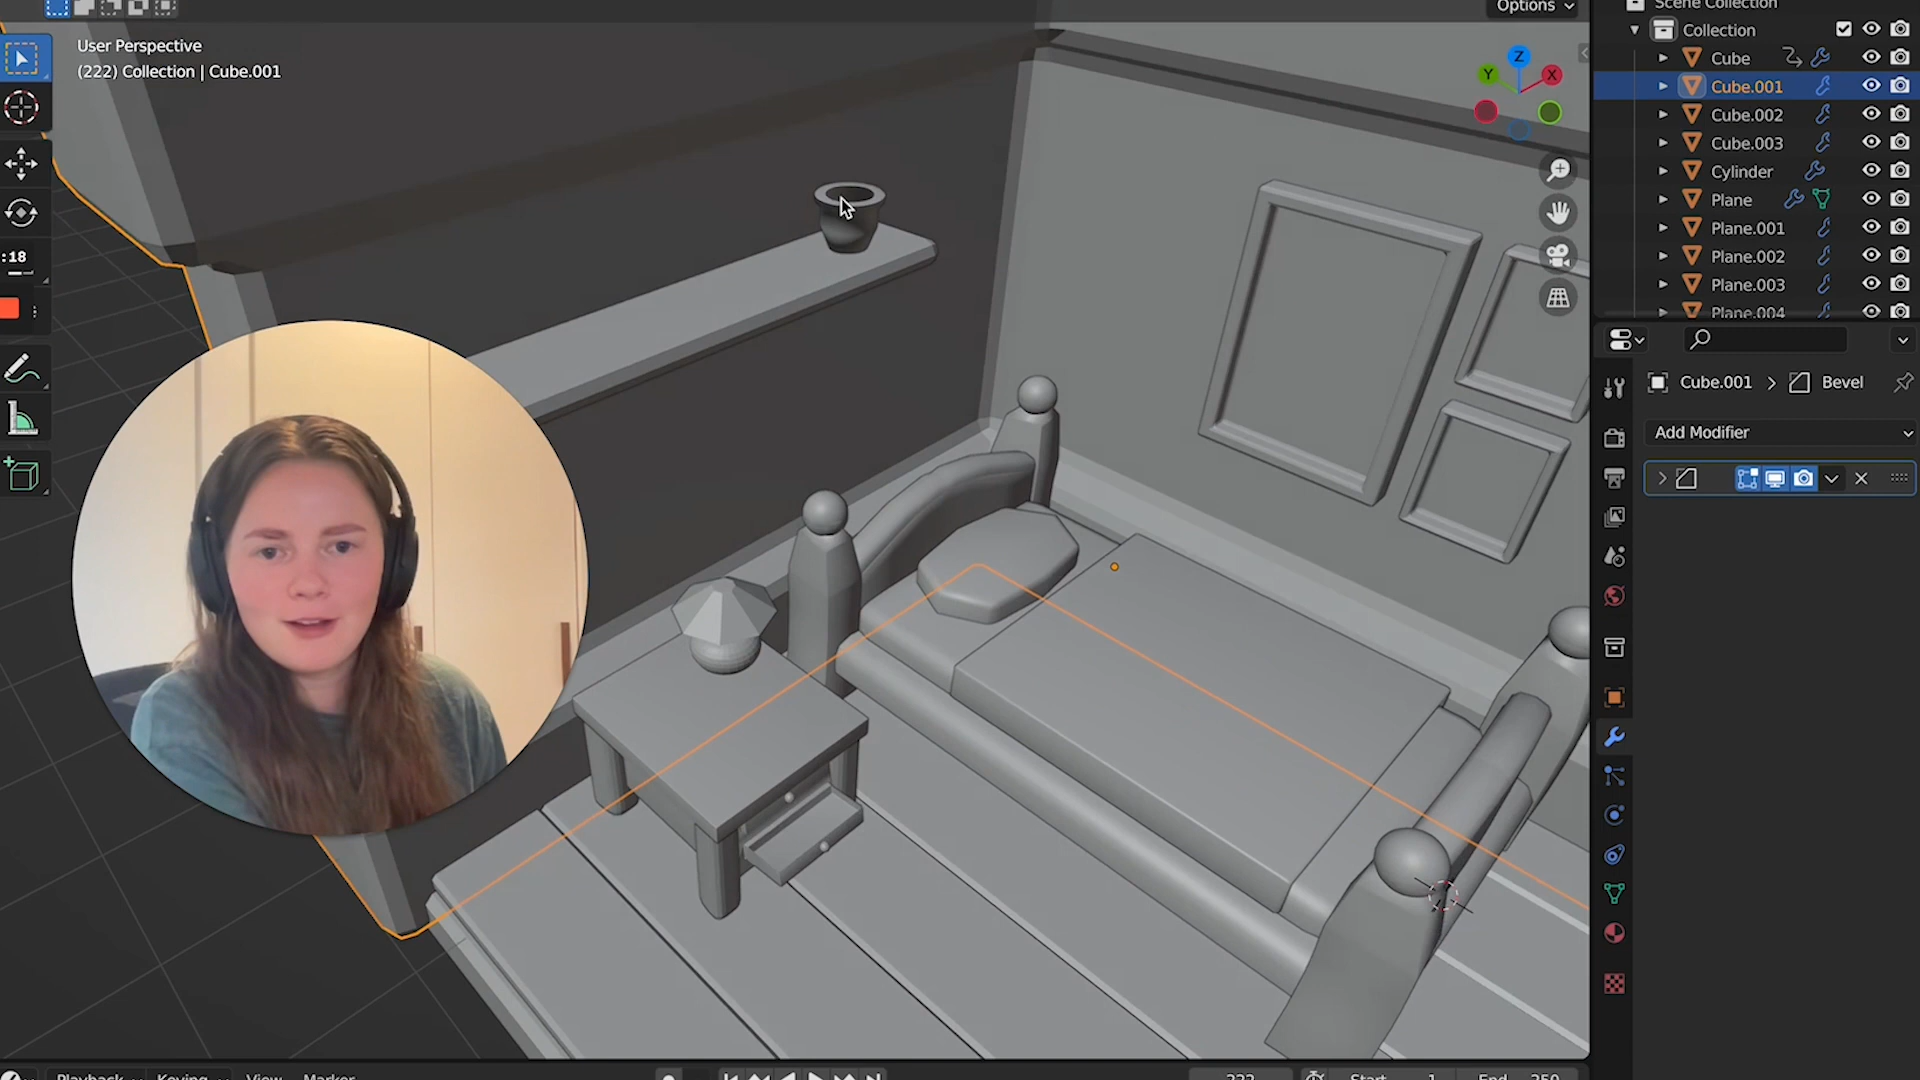 Options
User Perspective
(222) Collection | Cube.001
:18
Z
Y
X
Scene Collection
Collection
Cube
Cube.001
Cube.002
Cube.003
Cylinder
Plane
Plane.001
Plane.002
Plane.003
Plane.004
Cube.001 > Bevel
Add Modifier
Playback
Keying
View
Marker
222
Start 1
End 250